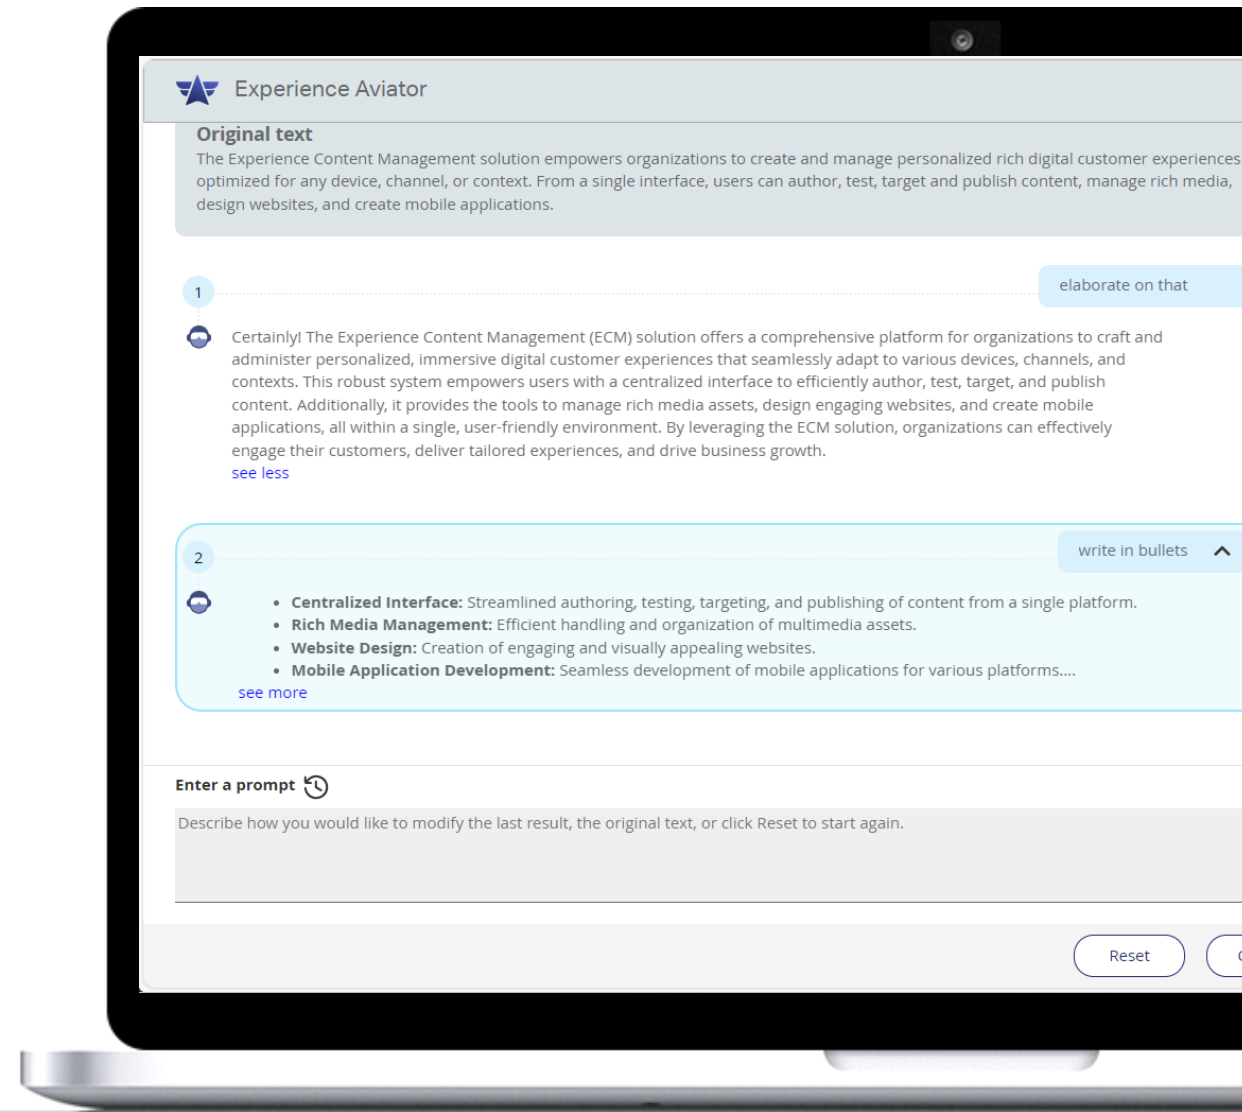 Experience Aviator
Original text
The Experience Content Management solution empowers organizations to create and manage personalized rich digital customer experiences
optimized for any device, channel, or context. From a single interface, users can author, test, target and publish content, manage rich media,
design websites, and create mobile applications.
1
elaborate on that
Certainly! The Experience Content Management (ECM) solution offers a comprehensive platform for organizations to craft and
administer personalized, immersive digital customer experiences that seamlessly adapt to various devices, channels, and
contexts. This robust system empowers users with a centralized interface to efficiently author, test, target, and publish
content. Additionally, it provides the tools to manage rich media assets, design engaging websites, and create mobile
applications, all within a single, user-friendly environment. By leveraging the ECM solution, organizations can effectively
engage their customers, deliver tailored experiences, and drive business growth.
see less
2
write in bullets
• Centralized Interface: Streamlined authoring, testing, targeting, and publishing of content from a single platform.
• Rich Media Management: Efficient handling and organization of multimedia assets.
• Website Design: Creation of engaging and visually appealing websites.
• Mobile Application Development: Seamless development of mobile applications for various platforms....
see more
Enter a prompt
Describe how you would like to modify the last result, the original text, or click Reset to start again.
Reset